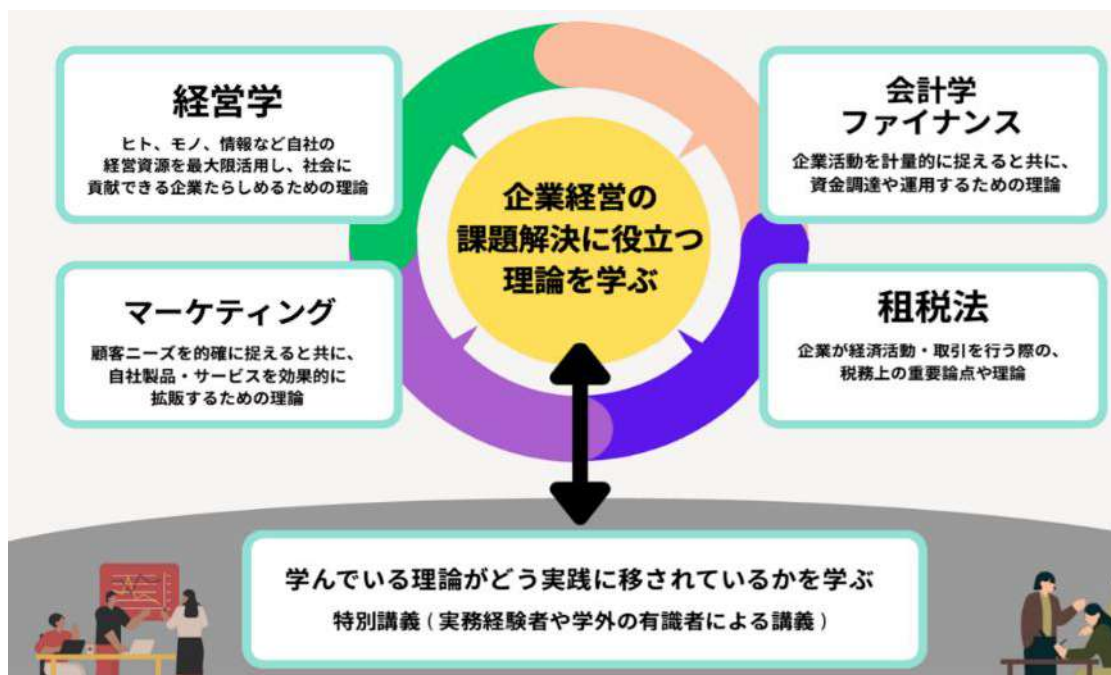 経営学
ヒト、モノ、情報など自社の
経営資源を最大限活用し、社会に
貢献できる企業たらしめるための理論
会計学
ファイナンス
企業活動を計量的に捉えると共に、
資金調達や運用するための理論
企業経営の
課題解決に役立つ
理論を学ぶ
マーケティング
顧客ニーズを的確に捉えると共に、
自社製品・サービスを効果的に
拡販するための理論
租税法
企業が経済活動・取引を行う際の、
税務上の重要論点や理論
学んでいる理論がどう実践に移されているかを学ぶ
特別講義(実務経験者や学外の有識者による講義)